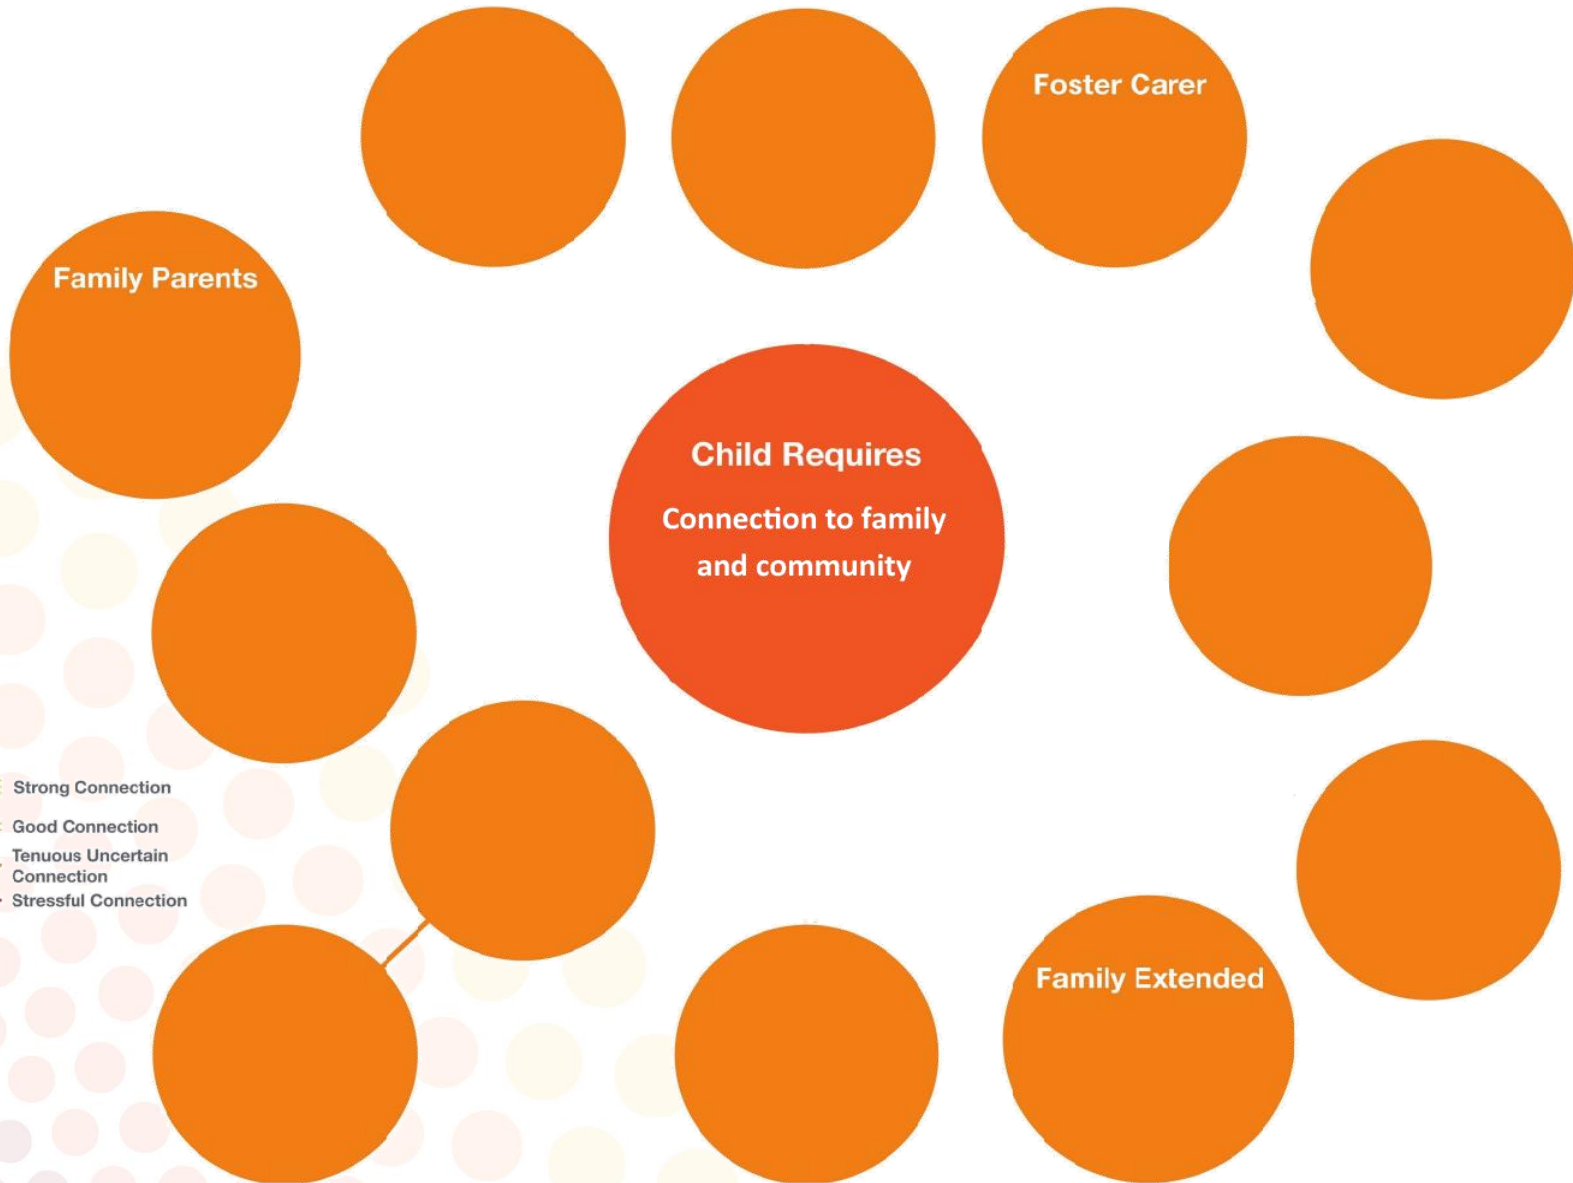 Foster Carer
Family Parents
Child Requires
Connection to family
and community
Strong Connection
Good Connection
Tenuous Uncertain
Connection
Stressful Connection
Family Extended